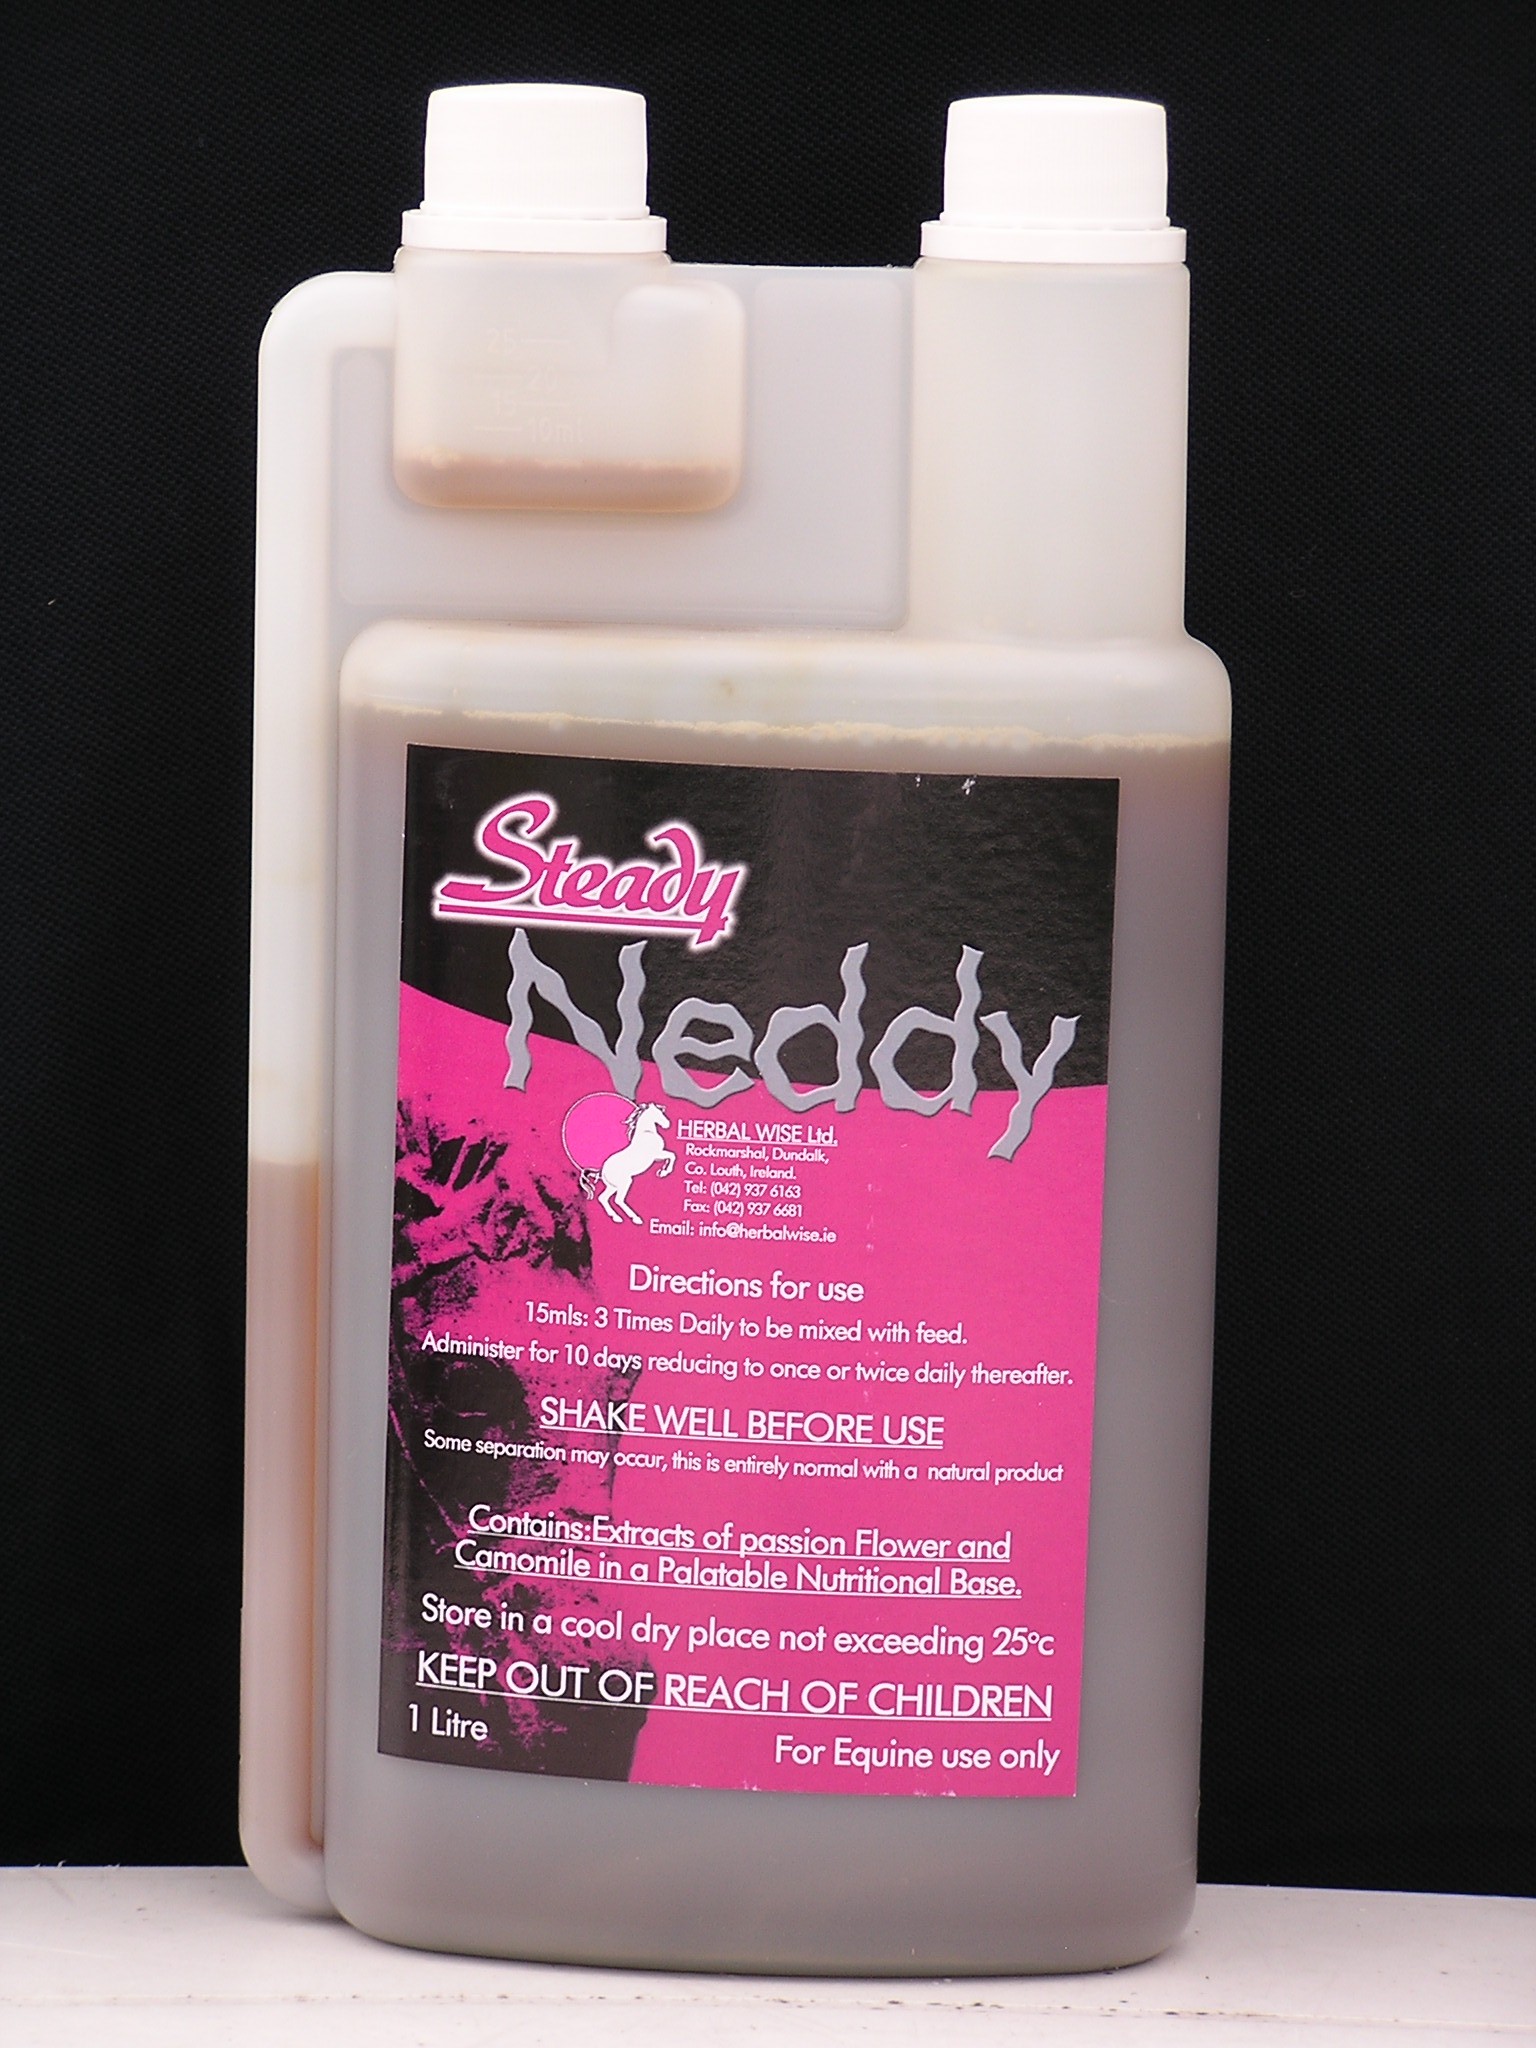 25
20
15
10ml
Steady
Neddy
HERBAL WISE Ltd.
Rockmarshal, Dundalk,
Co. Louth, Ireland.
Tel: (042) 937 6163
Fax: (042) 937 6681
Email: info@herbalwise.ie
Directions for use
15mls: 3 Times Daily to be mixed with feed.
Administer for 10 days reducing to once or twice daily thereafter.
SHAKE WELL BEFORE USE
Some separation may occur, this is entirely normal with a natural product
Contains:Extracts of passion Flower and
Camomile in a Palatable Nutritional Base.
Store in a cool dry place not exceeding 25°c
KEEP OUT OF REACH OF CHILDREN
1 Litre
For Equine use only